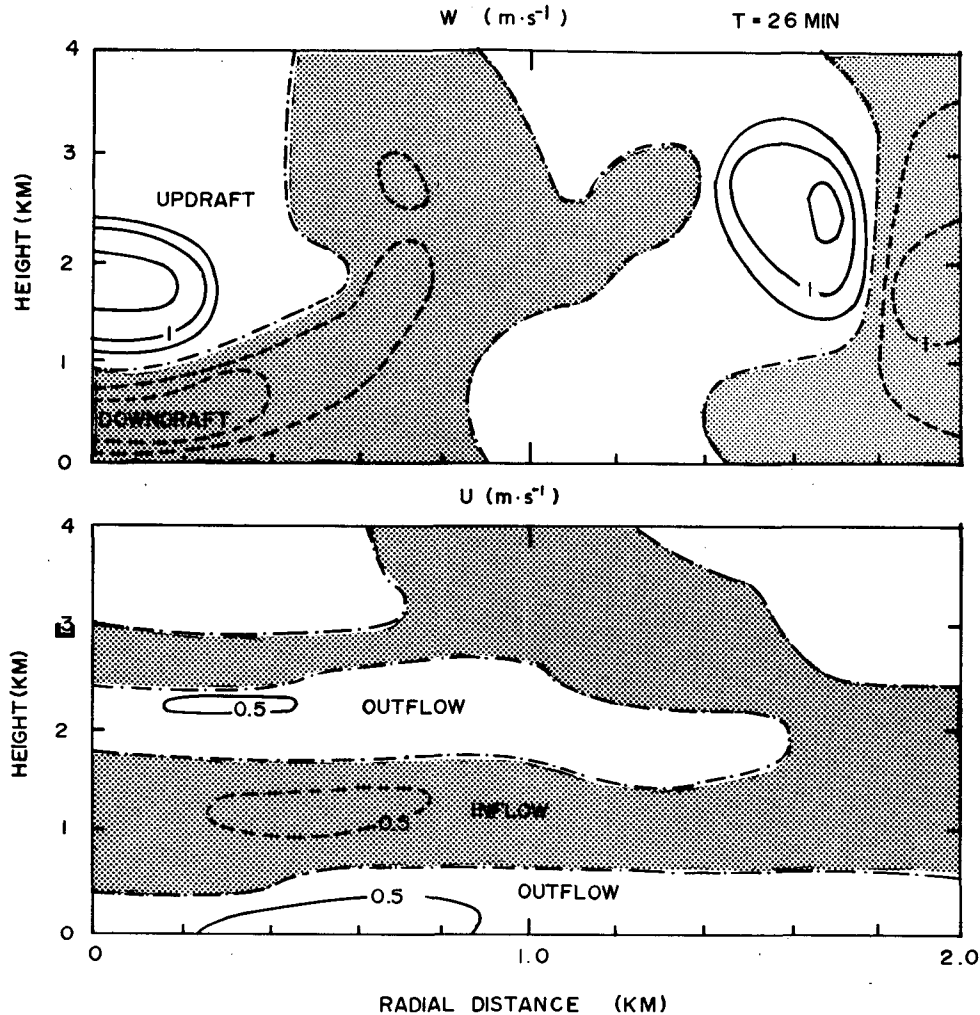 W (m·s⁻¹) T = 26 MIN
4
3
UPDRAFT
HEIGHT (KM)
2
1
1
1
1
DOWNDRAFT
0
U (m·s⁻¹)
4
3
HEIGHT (KM)
0.5
OUTFLOW
2
1
0.5
INFLOW
0.5
OUTFLOW
0
0
1.0
2.0
RADIAL DISTANCE (KM)